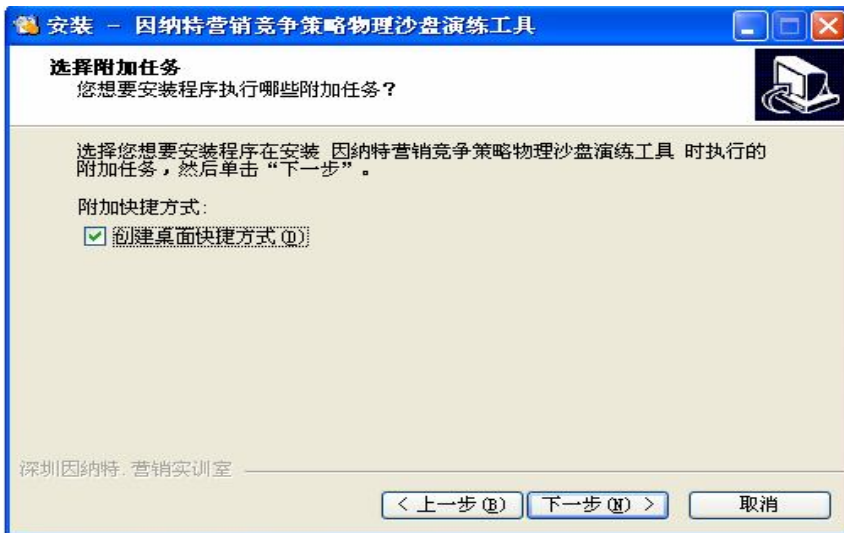 安装 - 因纳特营销竞争策略物理沙盘演练工具
选择附加任务
您想要安装程序执行哪些附加任务？
选择您想要安装程序在安装 因纳特营销竞争策略物理沙盘演练工具 时执行的
附加任务，然后单击“下一步”。
附加快捷方式:
创建桌面快捷方式(D)
深圳因纳特.营销实训室
< 上一步(B) 下一步(N) > 取消